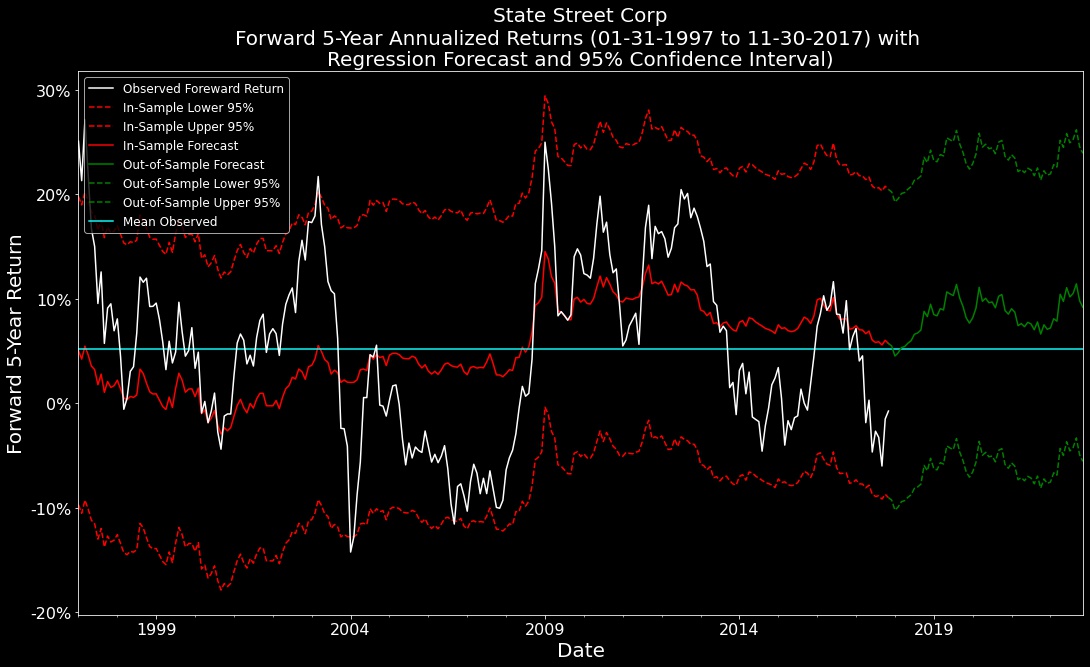 State Street Corp
Forward 5-Year Annualized Returns (01-31-1997 to 11-30-2017) with
Regression Forecast and 95% Confidence Interval)
Forward 5-Year Return
30%
20%
10%
0%
-10%
-20%
Observed Foreward Return
In-Sample Lower 95%
In-Sample Upper 95%
In-Sample Forecast
Out-of-Sample Forecast
Out-of-Sample Lower 95%
Out-of-Sample Upper 95%
Mean Observed
1999
2004
2009
2014
2019
Date